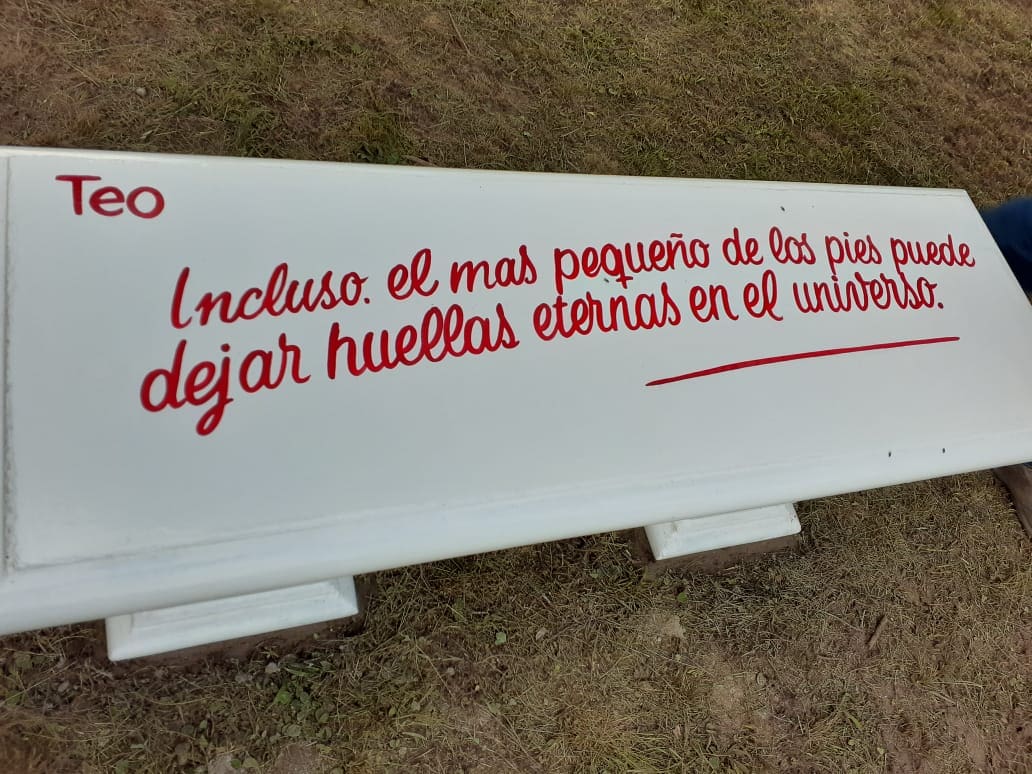 Teo
Incluso. el mas pequeño de los pies puede
dejar huellas eternas en el universo.